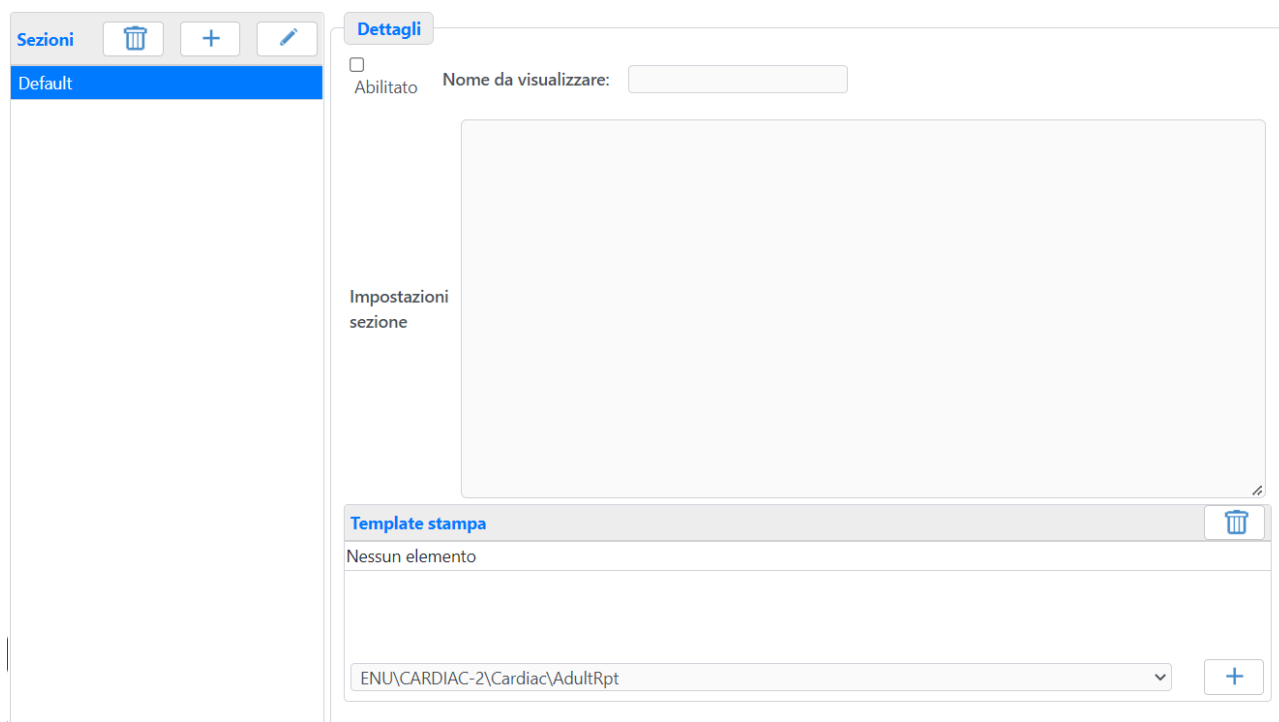 Sezioni
Default
Dettagli
Abilitato
Nome da visualizzare:
Impostazioni
sezione
Template stampa
Nessun elemento
ENU\CARDIAC-2\Cardiac\AdultRpt